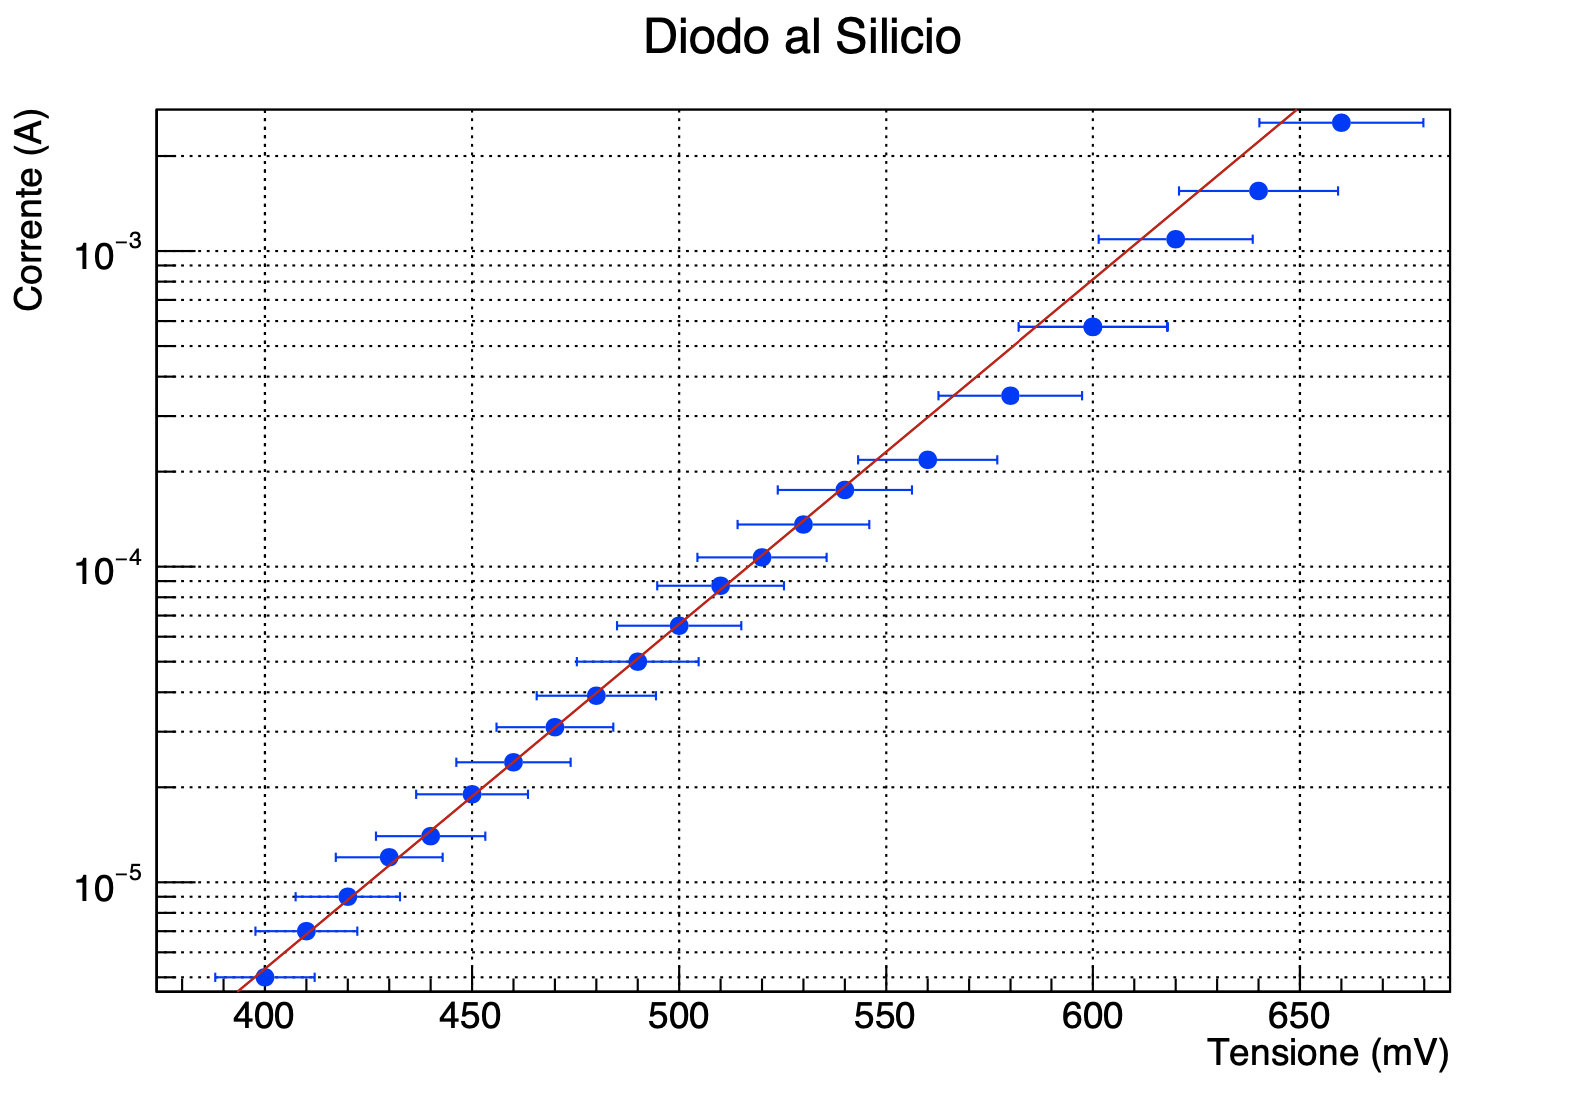 Diodo al Silicio
Corrente (A)
10⁻³
10⁻⁴
10⁻⁵
400 450 500 550 600 650
Tensione (mV)